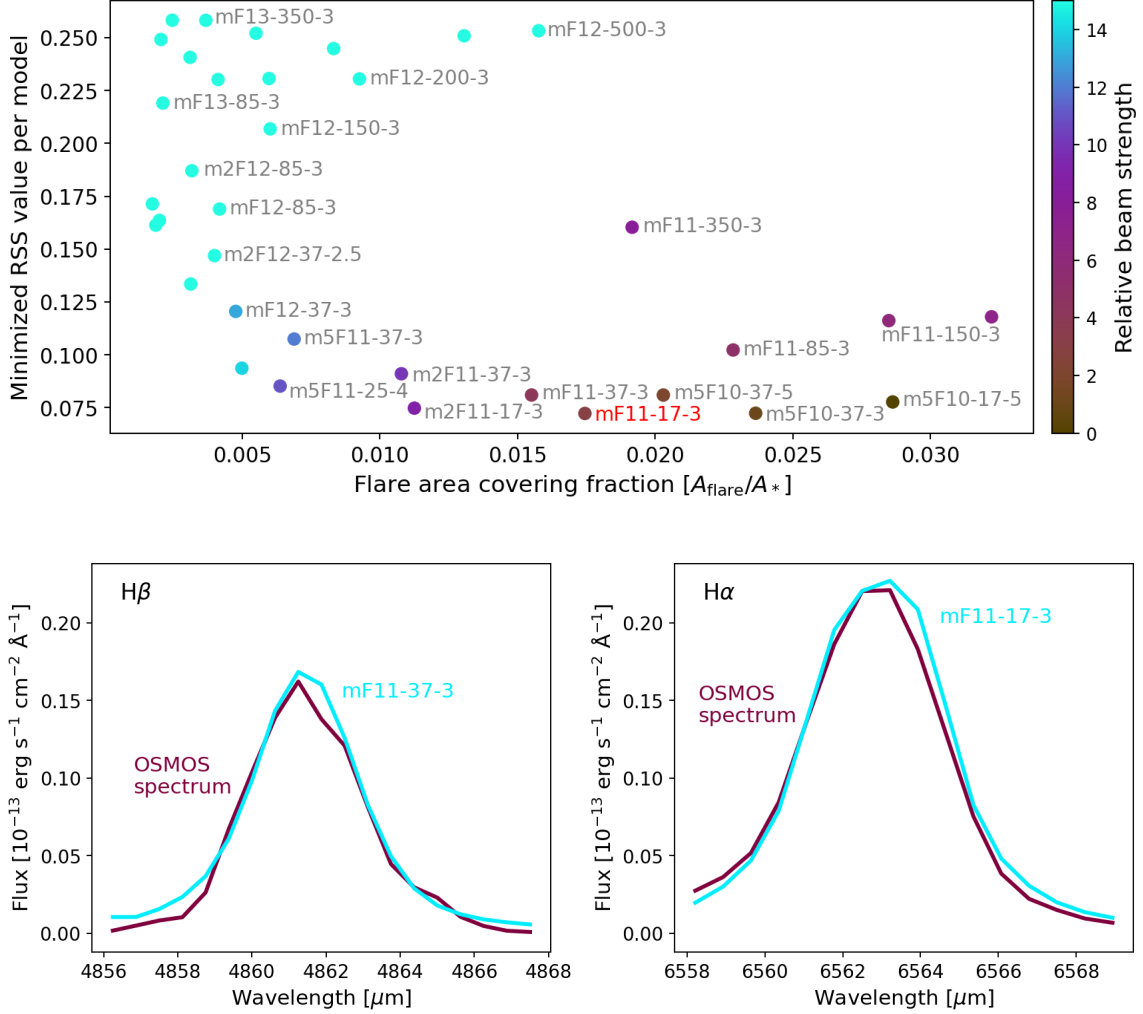 Minimized RSS value per model
0.250
0.225
0.200
0.175
0.150
0.125
0.100
0.075
mF13-350-3
mF12-500-3
mF12-200-3
mF13-85-3
mF12-150-3
m2F12-85-3
mF12-85-3
mF11-350-3
m2F12-37-2.5
mF12-37-3
m5F11-37-3
mF11-150-3
mF11-85-3
m2F11-37-3
m5F11-25-4
mF11-37-3
m5F10-37-5
m5F10-17-5
m2F11-17-3
mF11-17-3
m5F10-37-3
0.005 0.010 0.015 0.020 0.025 0.030
Flare area covering fraction [A_flare/A_*]
14
12
10
8
6
4
2
0
Relative beam strength
Hβ
Flux [10⁻¹³ erg s⁻¹ cm⁻² Å⁻¹]
0.20
0.15
0.10
0.05
0.00
mF11-37-3
OSMOS
spectrum
4856 4858 4860 4862 4864 4866 4868
Wavelength [μm]
Hα
Flux [10⁻¹³ erg s⁻¹ cm⁻² Å⁻¹]
0.20
0.15
0.10
0.05
0.00
mF11-17-3
OSMOS
spectrum
6558 6560 6562 6564 6566 6568
Wavelength [μm]